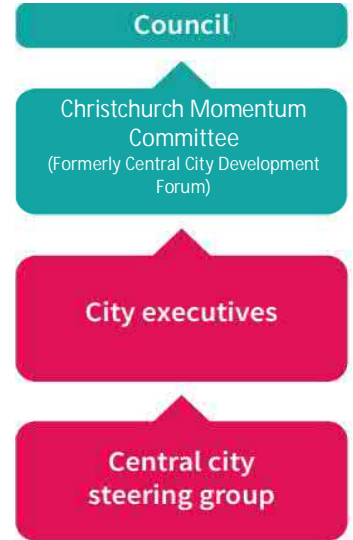 Council
Christchurch Momentum
Committee
(Formerly Central City Development
Forum)
City executives
Central city
steering group